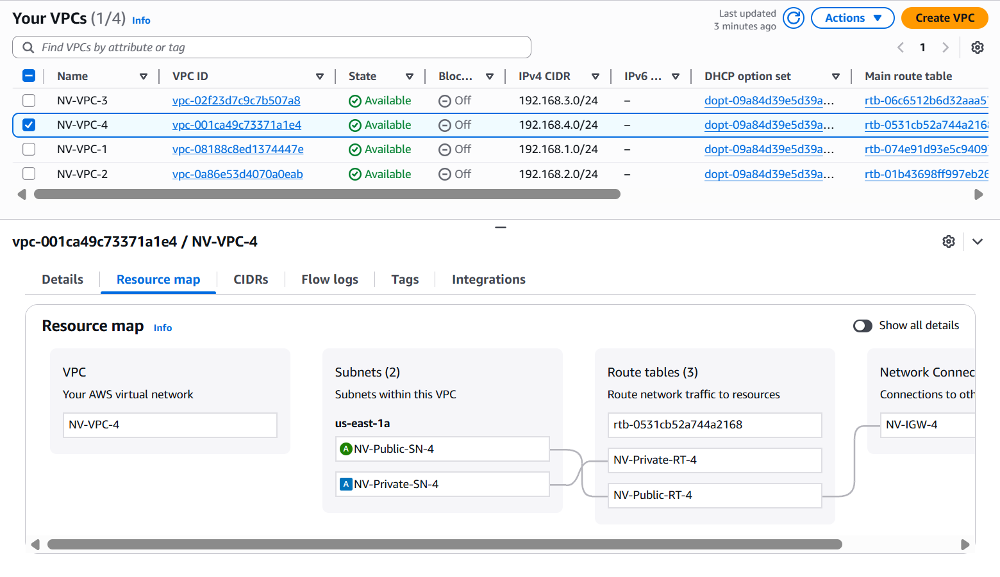 Your VPCs (1/4) Info
Last updated
3 minutes ago
Actions
Create VPC
Find VPCs by attribute or tag
1
Name VPC ID State Bloc... IPv4 CIDR IPv6 ... DHCP option set Main route table
NV-VPC-3 vpc-02f23d7c9c7b507a8 Available Off 192.168.3.0/24 – dopt-09a84d39e5d39a... rtb-06c6512b6d32aaa5
NV-VPC-4 vpc-001ca49c73371a1e4 Available Off 192.168.4.0/24 – dopt-09a84d39e5d39a... rtb-0531cb52a744a216
NV-VPC-1 vpc-08188c8ed1374447e Available Off 192.168.1.0/24 – dopt-09a84d39e5d39a... rtb-074e91d93e5c9409
NV-VPC-2 vpc-0a86e53d4070a0eab Available Off 192.168.2.0/24 – dopt-09a84d39e5d39a... rtb-01b43698ff997eb26
vpc-001ca49c73371a1e4 / NV-VPC-4
Details Resource map CIDRs Flow logs Tags Integrations
Resource map Info
Show all details
VPC
Your AWS virtual network
NV-VPC-4
Subnets (2)
Subnets within this VPC
us-east-1a
A NV-Public-SN-4
A NV-Private-SN-4
Route tables (3)
Route network traffic to resources
rtb-0531cb52a744a2168
NV-Private-RT-4
NV-Public-RT-4
Network Connec
Connections to oth
NV-IGW-4